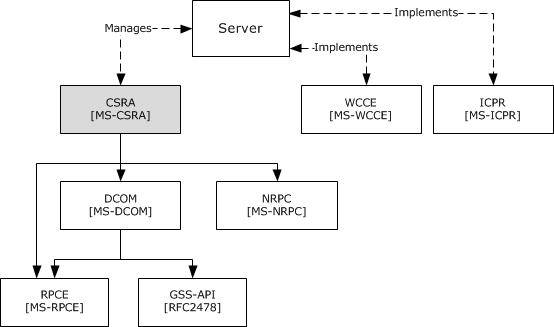 Implements
Manages
Server
Implements
CSRA
[MS-CSRA]
WCCE
[MS-WCCE]
ICPR
[MS-ICPR]
DCOM
[MS-DCOM]
NRPC
[MS-NRPC]
RPCE
[MS-RPCE]
GSS-API
[RFC2478]